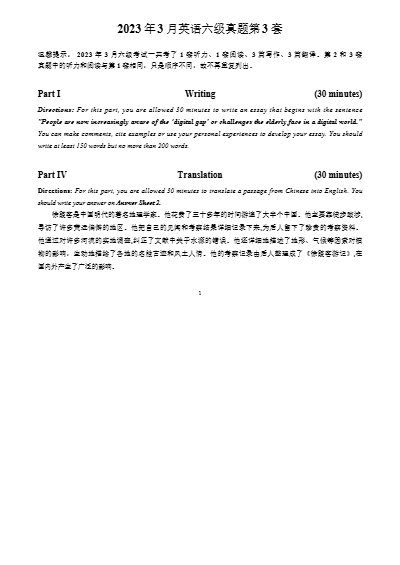 2023 年 3 月英语六级真题第 3 套
温馨提示： 2023 年 3 月六级考试一共考了 1 套听力、1 套阅读、3 篇写作、3 篇翻译。第 2 和 3 套
真题中的听力和阅读与第 1 套相同，只是顺序不同，故不再重复列出。
Part I Writing (30 minutes)
Directions: For this part, you are allowed 30 minutes to write an essay that begins with the sentence
"People are now increasingly aware of the 'digital gap' or challenges the elderly face in a digital world."
You can make comments, cite examples or use your personal experiences to develop your essay. You should
write at least 150 words but no more than 200 words.
Part IV Translation (30 minutes)
Directions: For this part, you are allowed 30 minutes to translate a passage from Chinese into English. You
should write your answer on Answer Sheet 2.
徐霞客是中国明代的著名地理学家。他花费了三十多年的时间游遍了大半个中国。他主要靠徒步跋涉,
寻访了许多荒远偏僻的地区。他把自己的见闻和考察结果详细记录下来,为后人留下了珍贵的考察资料。
他通过对许多河流的实地调查,纠正了文献中关于水源的错误。他还详细地描述了地形、气候等因素对植
物的影响，生动地描绘了各地的名胜古迹和风土人情。他的考察记录由后人整理成了《徐霞客游记》,在
国内外产生了广泛的影响。
1